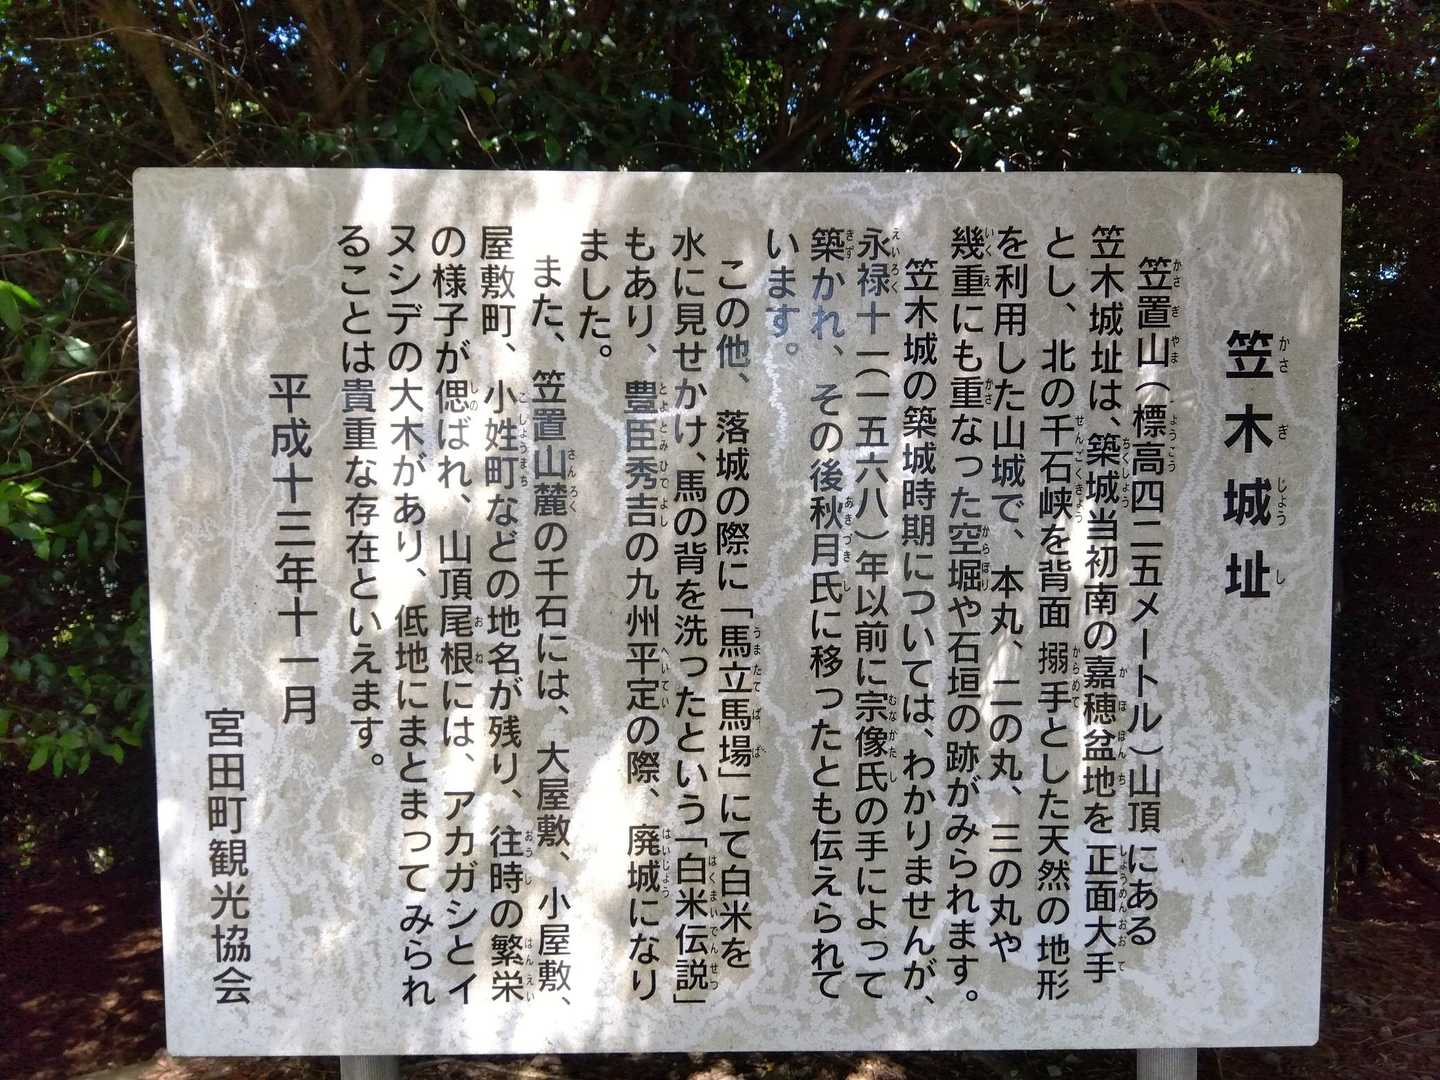 笠木城址
笠置山（標高四二五メートル）山頂にある
笠木城址は、築城当初南の嘉穂盆地を正面大手
とし、北の千石峡を背面搦手とした天然の地形
を利用した山城で、本丸、二の丸、三の丸や
幾重にも重なった空堀や石垣の跡がみられます。
笠木城の築城時期については、わかりませんが、
永禄十一（一五六八）年以前に宗像氏の手によって
築かれ、その後秋月氏に移ったとも伝えられて
います。
この他、落城の際に「馬立馬場」にて白米を
水に見せかけ、馬の背を洗ったという「白米伝説」
もあり、豊臣秀吉の九州平定の際、廃城になり
ました。
また、笠置山麓の千石には、大屋敷、小屋敷、
屋敷町、小姓町などの地名が残り、往時の繁栄
の様子が偲ばれ、山頂尾根には、アカガシとイ
ヌシデの大木があり、低地にまとまってみられ
ることは貴重な存在といえます。
平成十三年十一月
宮田町観光協会